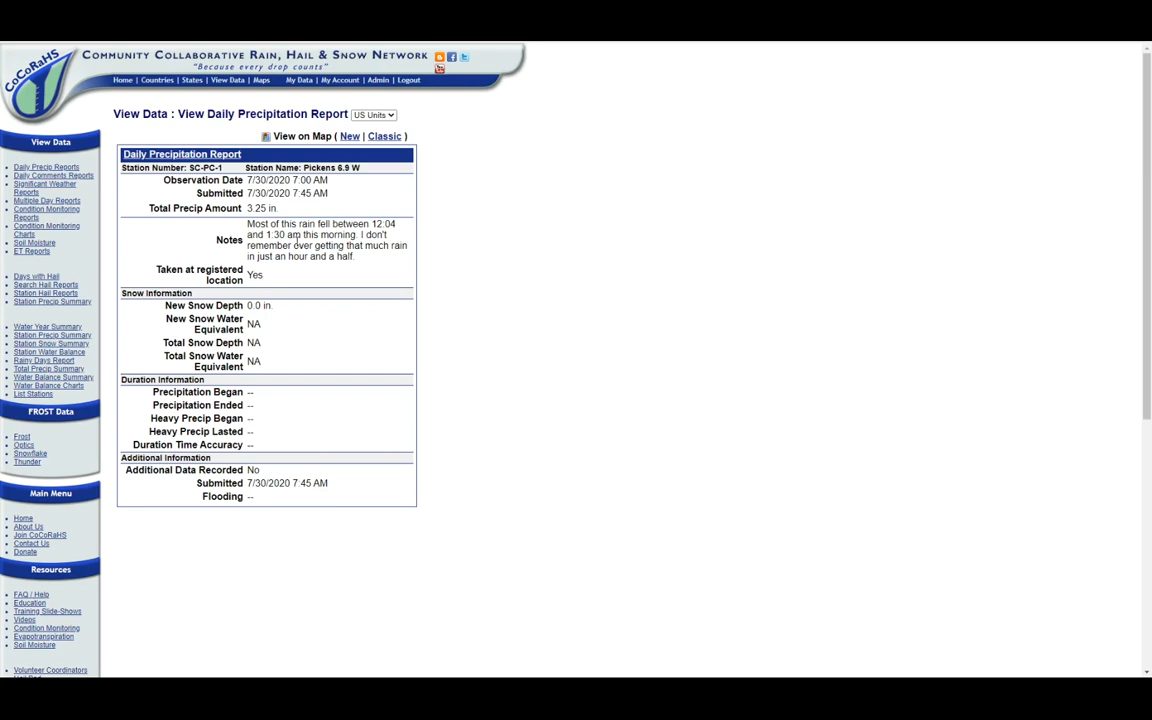 CoCoRaHS
COMMUNITY COLLABORATIVE RAIN, HAIL & SNOW NETWORK
"Because every drop counts"
Home | Countries | States | View Data | Maps My Data | My Account | Admin | Logout
View Data : View Daily Precipitation Report US Units
View on Map ( New | Classic )
View Data
Daily Precip Reports
Daily Comments Reports
Significant Weather
Reports
Multiple Day Reports
Condition Monitoring
Reports
Condition Monitoring
Charts
Soil Moisture
ET Reports
Days with Hail
Search Hail Reports
Station Hail Reports
Station Precip Summary
Water Year Summary
Station Precip Summary
Station Snow Summary
Station Water Balance
Rainy Days Report
Total Precip Summary
Water Balance Summary
Water Balance Charts
List Stations
FROST Data
Frost
Optics
Snowflake
Thunder
Main Menu
Home
About Us
Join CoCoRaHS
Contact Us
Donate
Resources
FAQ / Help
Education
Training Slide-Shows
Videos
Condition Monitoring
Evapotranspiration
Soil Moisture
Volunteer Coordinators
Daily Precipitation Report
Station Number: SC-PC-1 Station Name: Pickens 6.9 W
Observation Date 7/30/2020 7:00 AM
Submitted 7/30/2020 7:45 AM
Total Precip Amount 3.25 in.
Notes
Most of this rain fell between 12:04
and 1:30 am this morning. I don't
remember ever getting that much rain
in just an hour and a half.
Taken at registered
location Yes
Snow Information
New Snow Depth 0.0 in.
New Snow Water
Equivalent NA
Total Snow Depth NA
Total Snow Water
Equivalent NA
Duration Information
Precipitation Began --
Precipitation Ended --
Heavy Precip Began --
Heavy Precip Lasted --
Duration Time Accuracy --
Additional Information
Additional Data Recorded No
Submitted 7/30/2020 7:45 AM
Flooding --